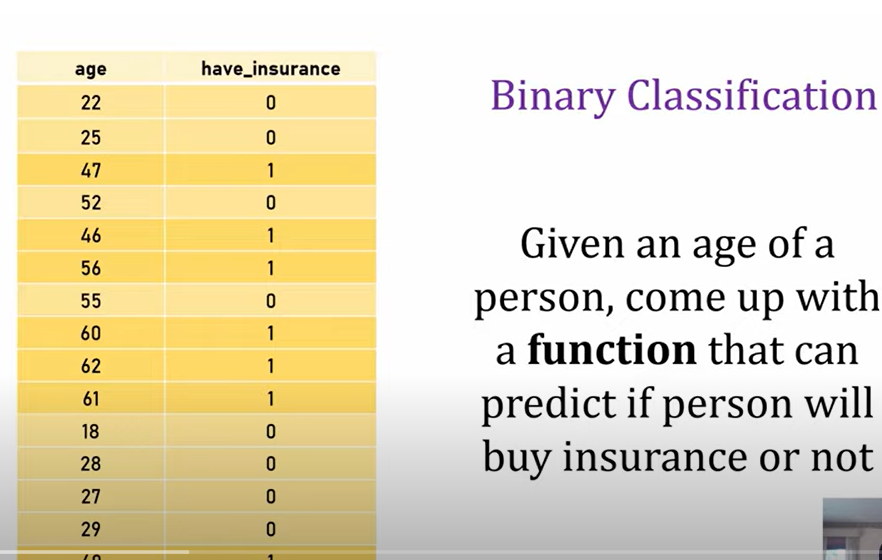 age have_insurance
22 0
25 0
47 1
52 0
46 1
56 1
55 0
60 1
62 1
61 1
18 0
28 0
27 0
29 0
Binary Classification
Given an age of a
person, come up with
a function that can
predict if person will
buy insurance or not